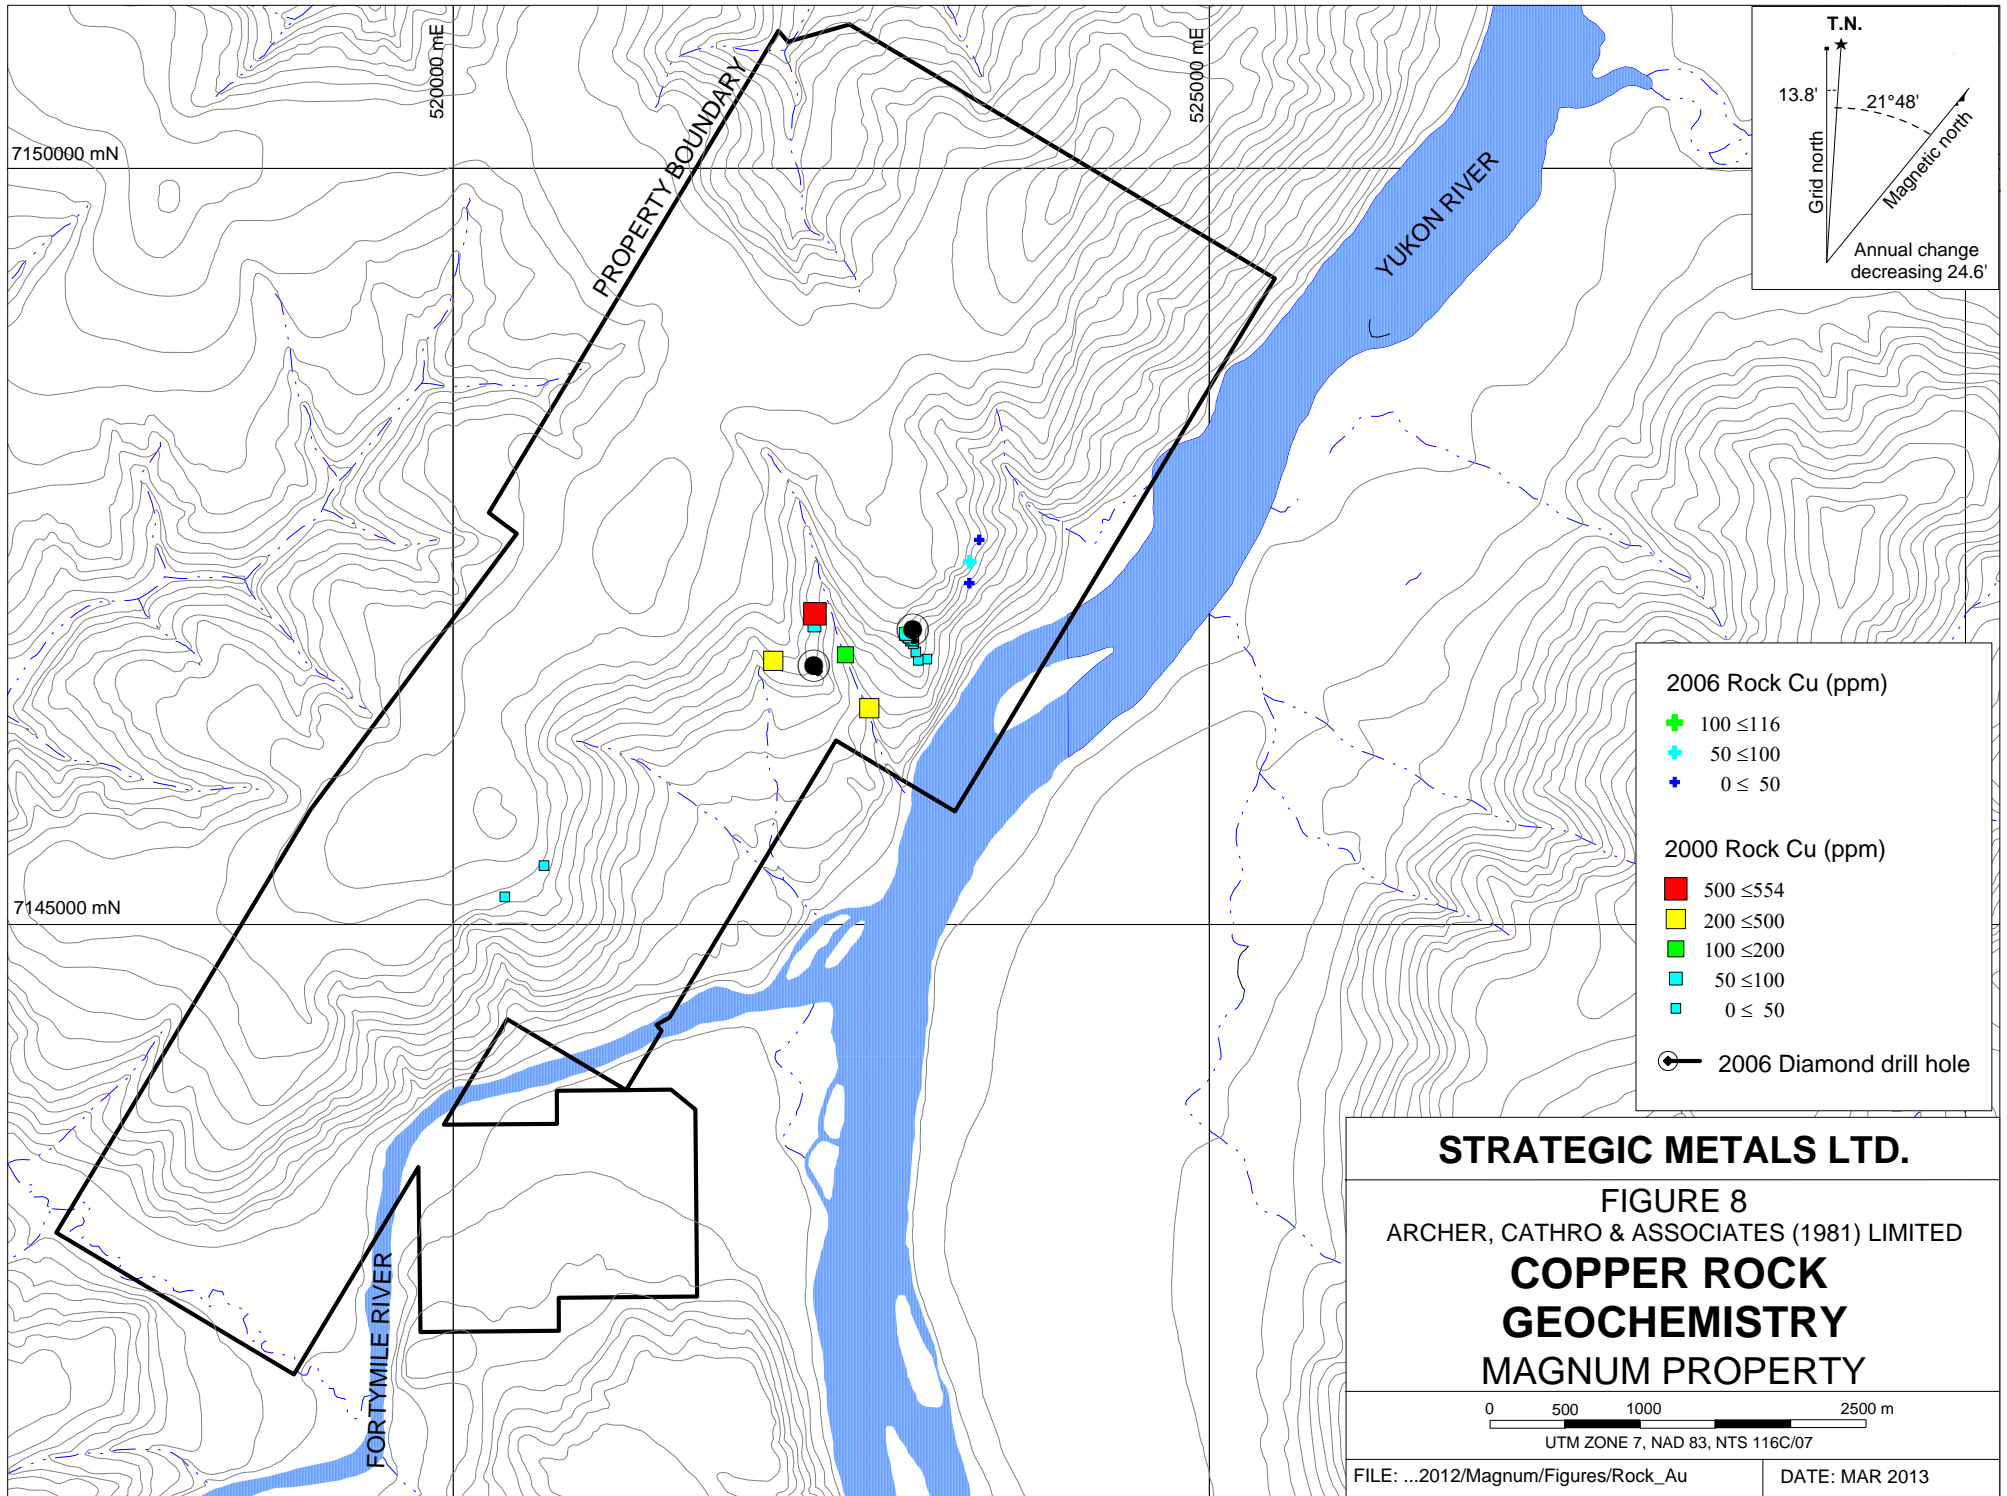 520000 mE
525000 mE
7150000 mN
7145000 mN
PROPERTY BOUNDARY
YUKON RIVER
FORTYMILE RIVER
T.N.
13.8'
21°48'
Grid north
Magnetic north
Annual change
decreasing 24.6'
2006 Rock Cu (ppm)
100 ≤116
50 ≤100
0 ≤ 50
2000 Rock Cu (ppm)
500 ≤554
200 ≤500
100 ≤200
50 ≤100
0 ≤ 50
2006 Diamond drill hole
STRATEGIC METALS LTD.
FIGURE 8
ARCHER, CATHRO & ASSOCIATES (1981) LIMITED
COPPER ROCK
GEOCHEMISTRY
MAGNUM PROPERTY
0 500 1000 2500 m
UTM ZONE 7, NAD 83, NTS 116C/07
FILE: ...2012/Magnum/Figures/Rock_Au
DATE: MAR 2013